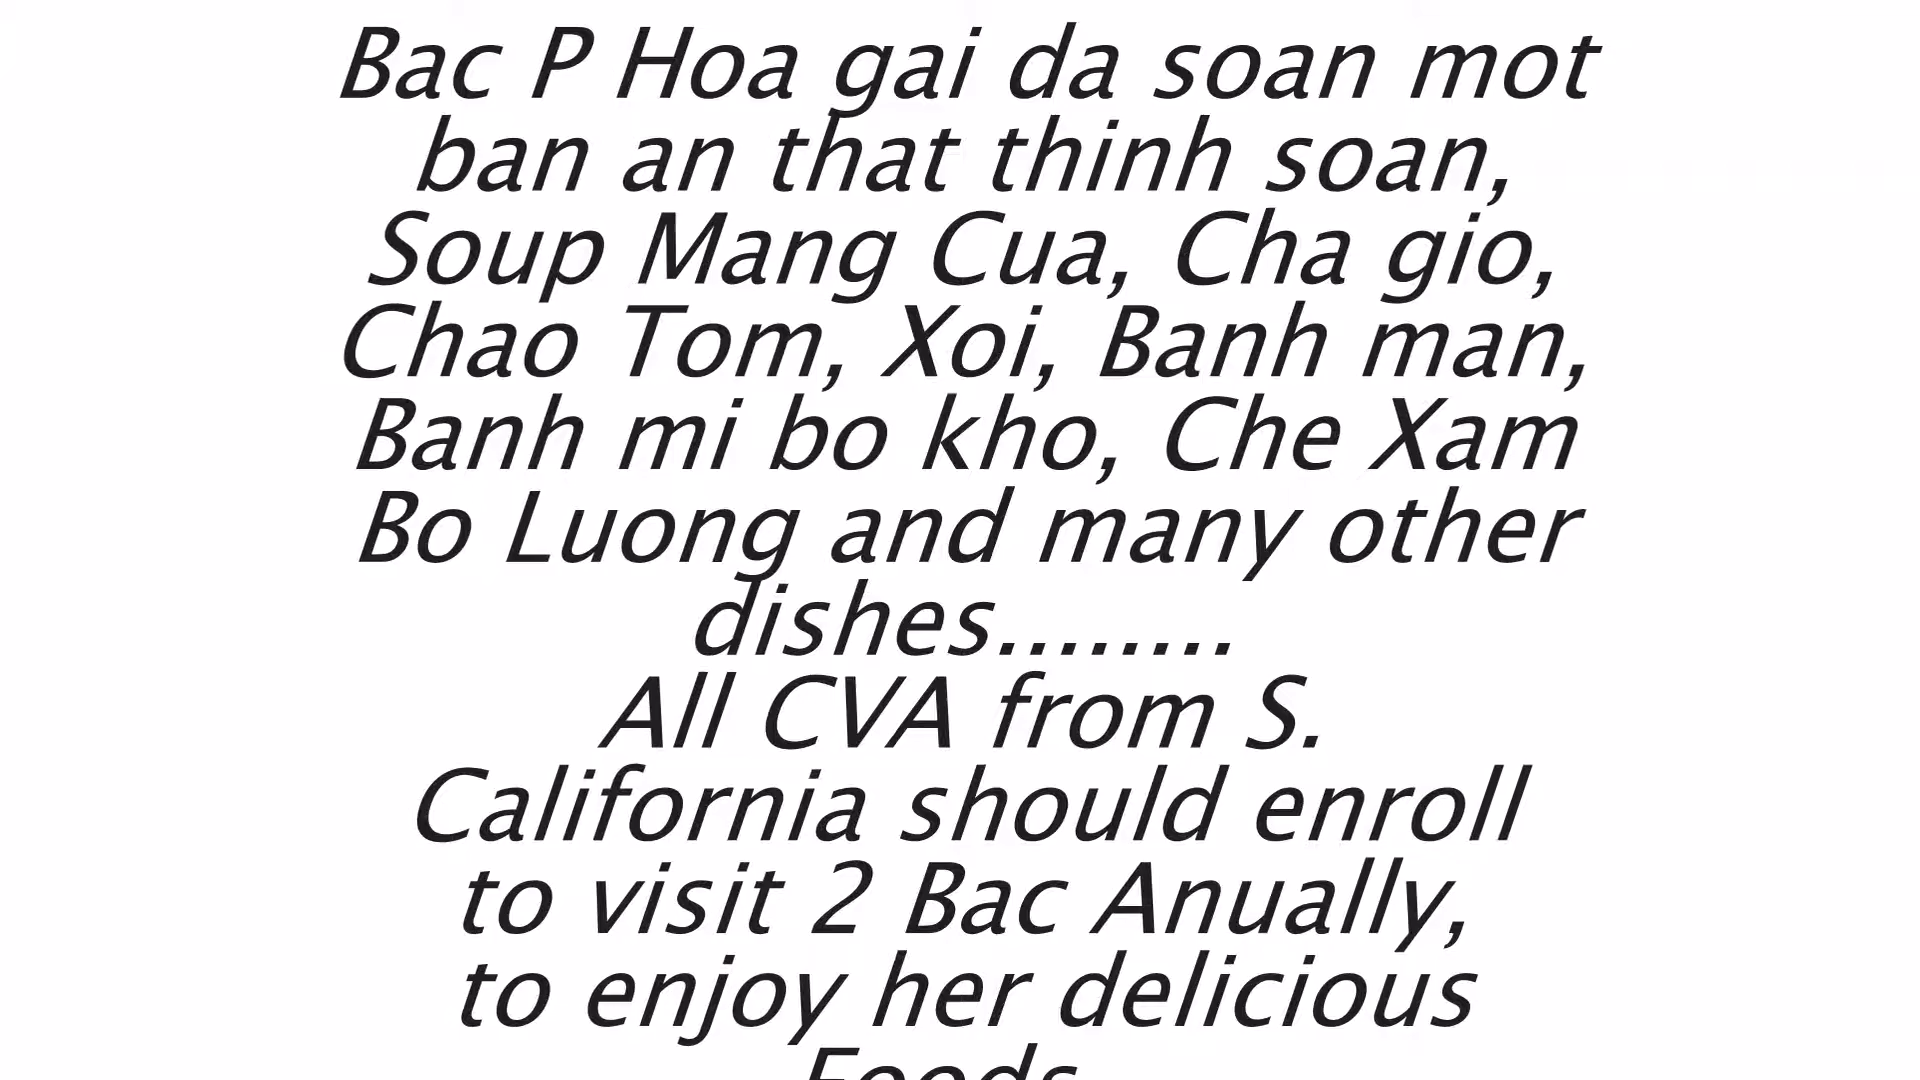 Bac P Hoa gai da soan mot
ban an that thinh soan,
Soup Mang Cua, Cha gio,
Chao Tom, Xoi, Banh man,
Banh mi bo kho, Che Xam
Bo Luong and many other
dishes........
All CVA from S.
California should enroll
to visit 2 Bac Anually,
to enjoy her delicious
Foods